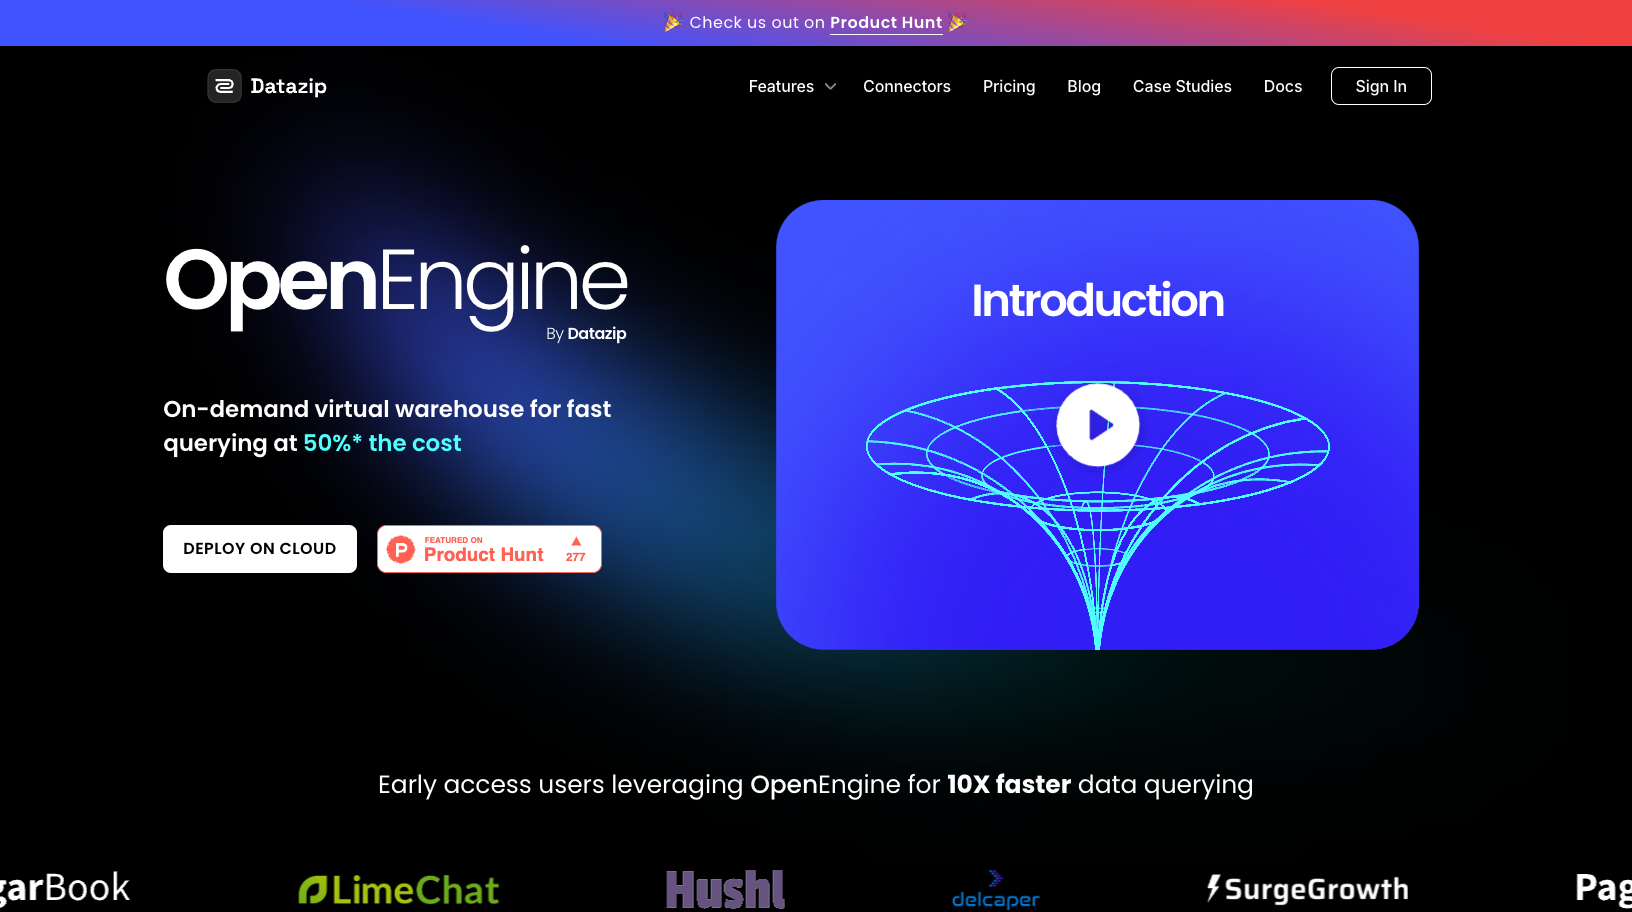 🎉 Check us out on Product Hunt 🎉
Datazip
Features
Connectors
Pricing
Blog
Case Studies
Docs
Sign In
OpenEngine
By Datazip
On-demand virtual warehouse for fast
querying at 50%* the cost
DEPLOY ON CLOUD
P
FEATURED ON
Product Hunt
▲
277
Introduction
Early access users leveraging OpenEngine for 10X faster data querying
garBook
LimeChat
Hushl
delcaper
SurgeGrowth
Pag